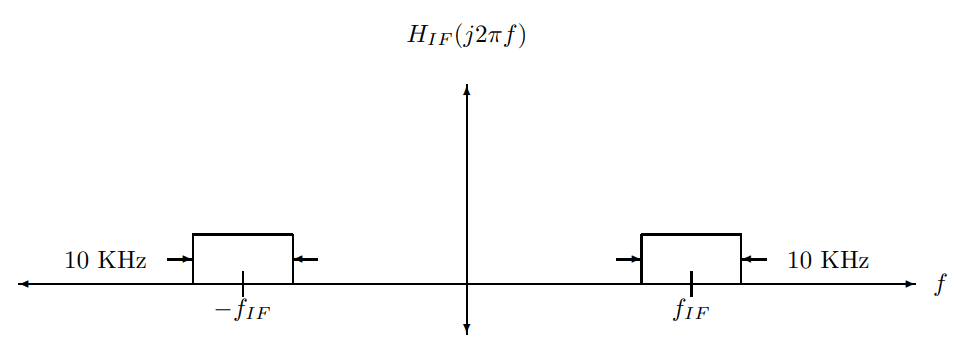 H_{IF}(j2πf)
10 KHz
10 KHz
f
−f_{IF}
f_{IF}